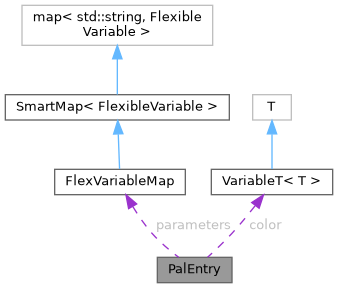 map< std::string, Flexible
Variable >
SmartMap< FlexibleVariable >
T
FlexVariableMap
VariableT< T >
parameters
color
PalEntry